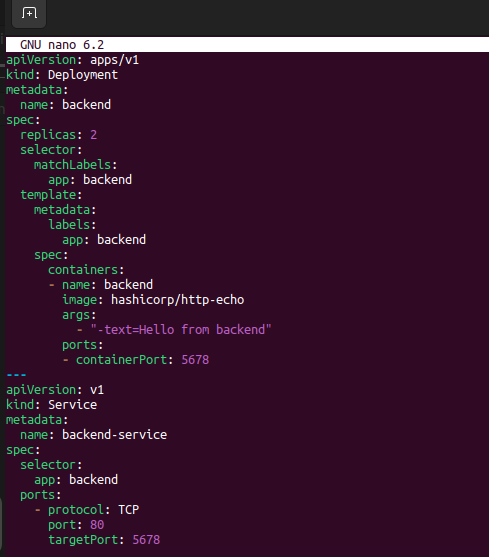 GNU nano 6.2
apiVersion: apps/v1
kind: Deployment
metadata:
  name: backend
spec:
  replicas: 2
  selector:
    matchLabels:
      app: backend
  template:
    metadata:
      labels:
        app: backend
    spec:
      containers:
      - name: backend
        image: hashicorp/http-echo
        args:
          - "-text=Hello from backend"
        ports:
        - containerPort: 5678
---
apiVersion: v1
kind: Service
metadata:
  name: backend-service
spec:
  selector:
    app: backend
  ports:
    - protocol: TCP
      port: 80
      targetPort: 5678